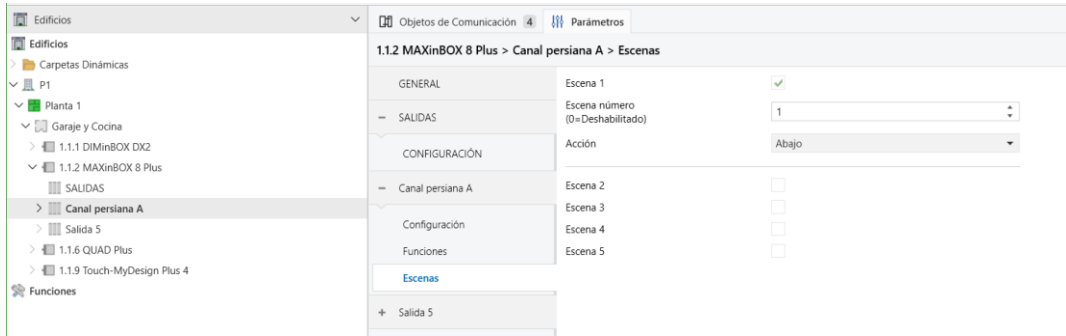 Edificios
Edificios
Carpetas Dinámicas
P1
Planta 1
Garaje y Cocina
1.1.1 DIMinBOX DX2
1.1.2 MAXinBOX 8 Plus
SALIDAS
Canal persiana A
Salida 5
1.1.6 QUAD Plus
1.1.9 Touch-MyDesign Plus 4
Funciones
Objetos de Comunicación 4 Parámetros
1.1.2 MAXinBOX 8 Plus > Canal persiana A > Escenas
GENERAL
− SALIDAS
CONFIGURACIÓN
− Canal persiana A
Configuración
Funciones
Escenas
+ Salida 5
Escena 1
Escena número
(0=Deshabilitado)
1
Acción Abajo
Escena 2
Escena 3
Escena 4
Escena 5